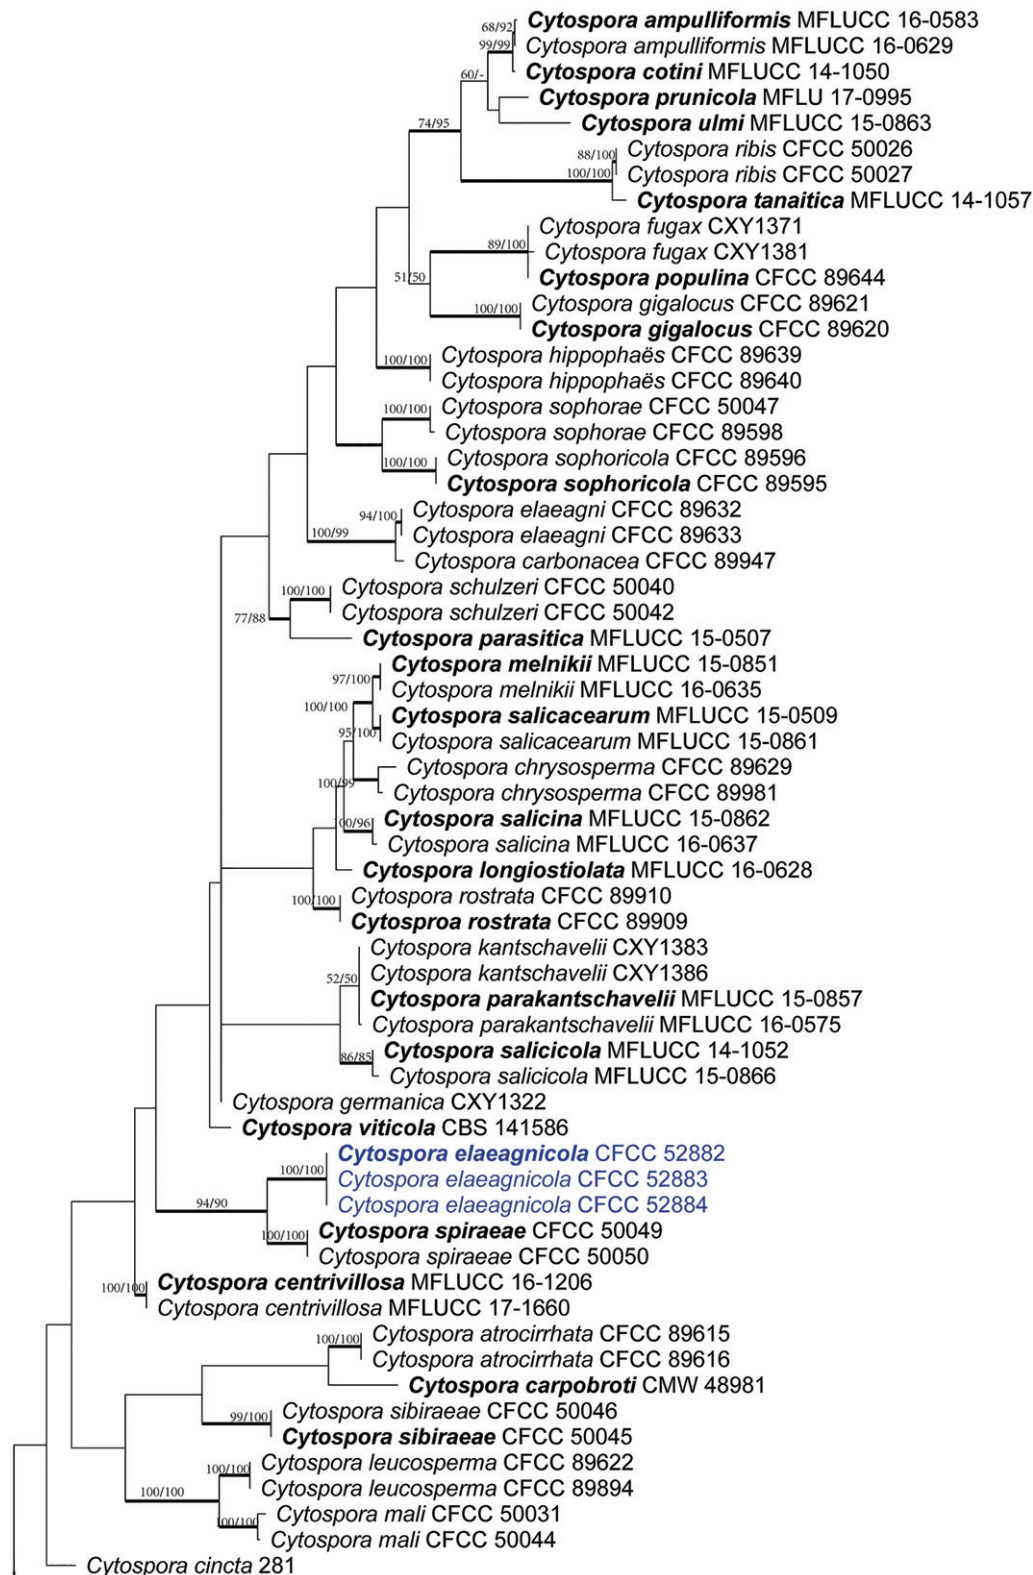 68/92
Cytospora ampulliformis MFLUCC 16-0583
99/99
Cytospora ampulliformis MFLUCC 16-0629
60/-
Cytospora cotini MFLUCC 14-1050
Cytospora prunicola MFLU 17-0995
74/95
Cytospora ulmi MFLUCC 15-0863
88/100
Cytospora ribis CFCC 50026
100/100
Cytospora ribis CFCC 50027
Cytospora tanaitica MFLUCC 14-1057
Cytospora fugax CXY1371
89/100
Cytospora fugax CXY1381
51/50
Cytospora populina CFCC 89644
100/100
Cytospora gigalocus CFCC 89621
Cytospora gigalocus CFCC 89620
100/100
Cytospora hippophaës CFCC 89639
Cytospora hippophaës CFCC 89640
100/100
Cytospora sophorae CFCC 50047
Cytospora sophorae CFCC 89598
100/100
Cytospora sophoricola CFCC 89596
Cytospora sophoricola CFCC 89595
94/100
Cytospora elaeagni CFCC 89632
100/99
Cytospora elaeagni CFCC 89633
Cytospora carbonacea CFCC 89947
100/100
Cytospora schulzeri CFCC 50040
77/88
Cytospora schulzeri CFCC 50042
Cytospora parasitica MFLUCC 15-0507
97/100
Cytospora melnikii MFLUCC 15-0851
Cytospora melnikii MFLUCC 16-0635
100/100
Cytospora salicacearum MFLUCC 15-0509
95/100
Cytospora salicacearum MFLUCC 15-0861
Cytospora chrysosperma CFCC 89629
100/99
Cytospora chrysosperma CFCC 89981
100/96
Cytospora salicina MFLUCC 15-0862
Cytospora salicina MFLUCC 16-0637
Cytospora longiostiolata MFLUCC 16-0628
100/100
Cytospora rostrata CFCC 89910
Cytosproa rostrata CFCC 89909
Cytospora kantschavelii CXY1383
52/50
Cytospora kantschavelii CXY1386
Cytospora parakantschavelii MFLUCC 15-0857
Cytospora parakantschavelii MFLUCC 16-0575
86/85
Cytospora salicicola MFLUCC 14-1052
Cytospora salicicola MFLUCC 15-0866
Cytospora germanica CXY1322
Cytospora viticola CBS 141586
Cytospora elaeagnicola CFCC 52882
100/100
Cytospora elaeagnicola CFCC 52883
94/90
Cytospora elaeagnicola CFCC 52884
100/100
Cytospora spiraeae CFCC 50049
Cytospora spiraeae CFCC 50050
100/100
Cytospora centrivillosa MFLUCC 16-1206
Cytospora centrivillosa MFLUCC 17-1660
100/100
Cytospora atrocirrhata CFCC 89615
Cytospora atrocirrhata CFCC 89616
Cytospora carpobroti CMW 48981
99/100
Cytospora sibiraeae CFCC 50046
Cytospora sibiraeae CFCC 50045
100/100
Cytospora leucosperma CFCC 89622
100/100
Cytospora leucosperma CFCC 89894
100/100
Cytospora mali CFCC 50031
Cytospora mali CFCC 50044
Cytospora cincta 281